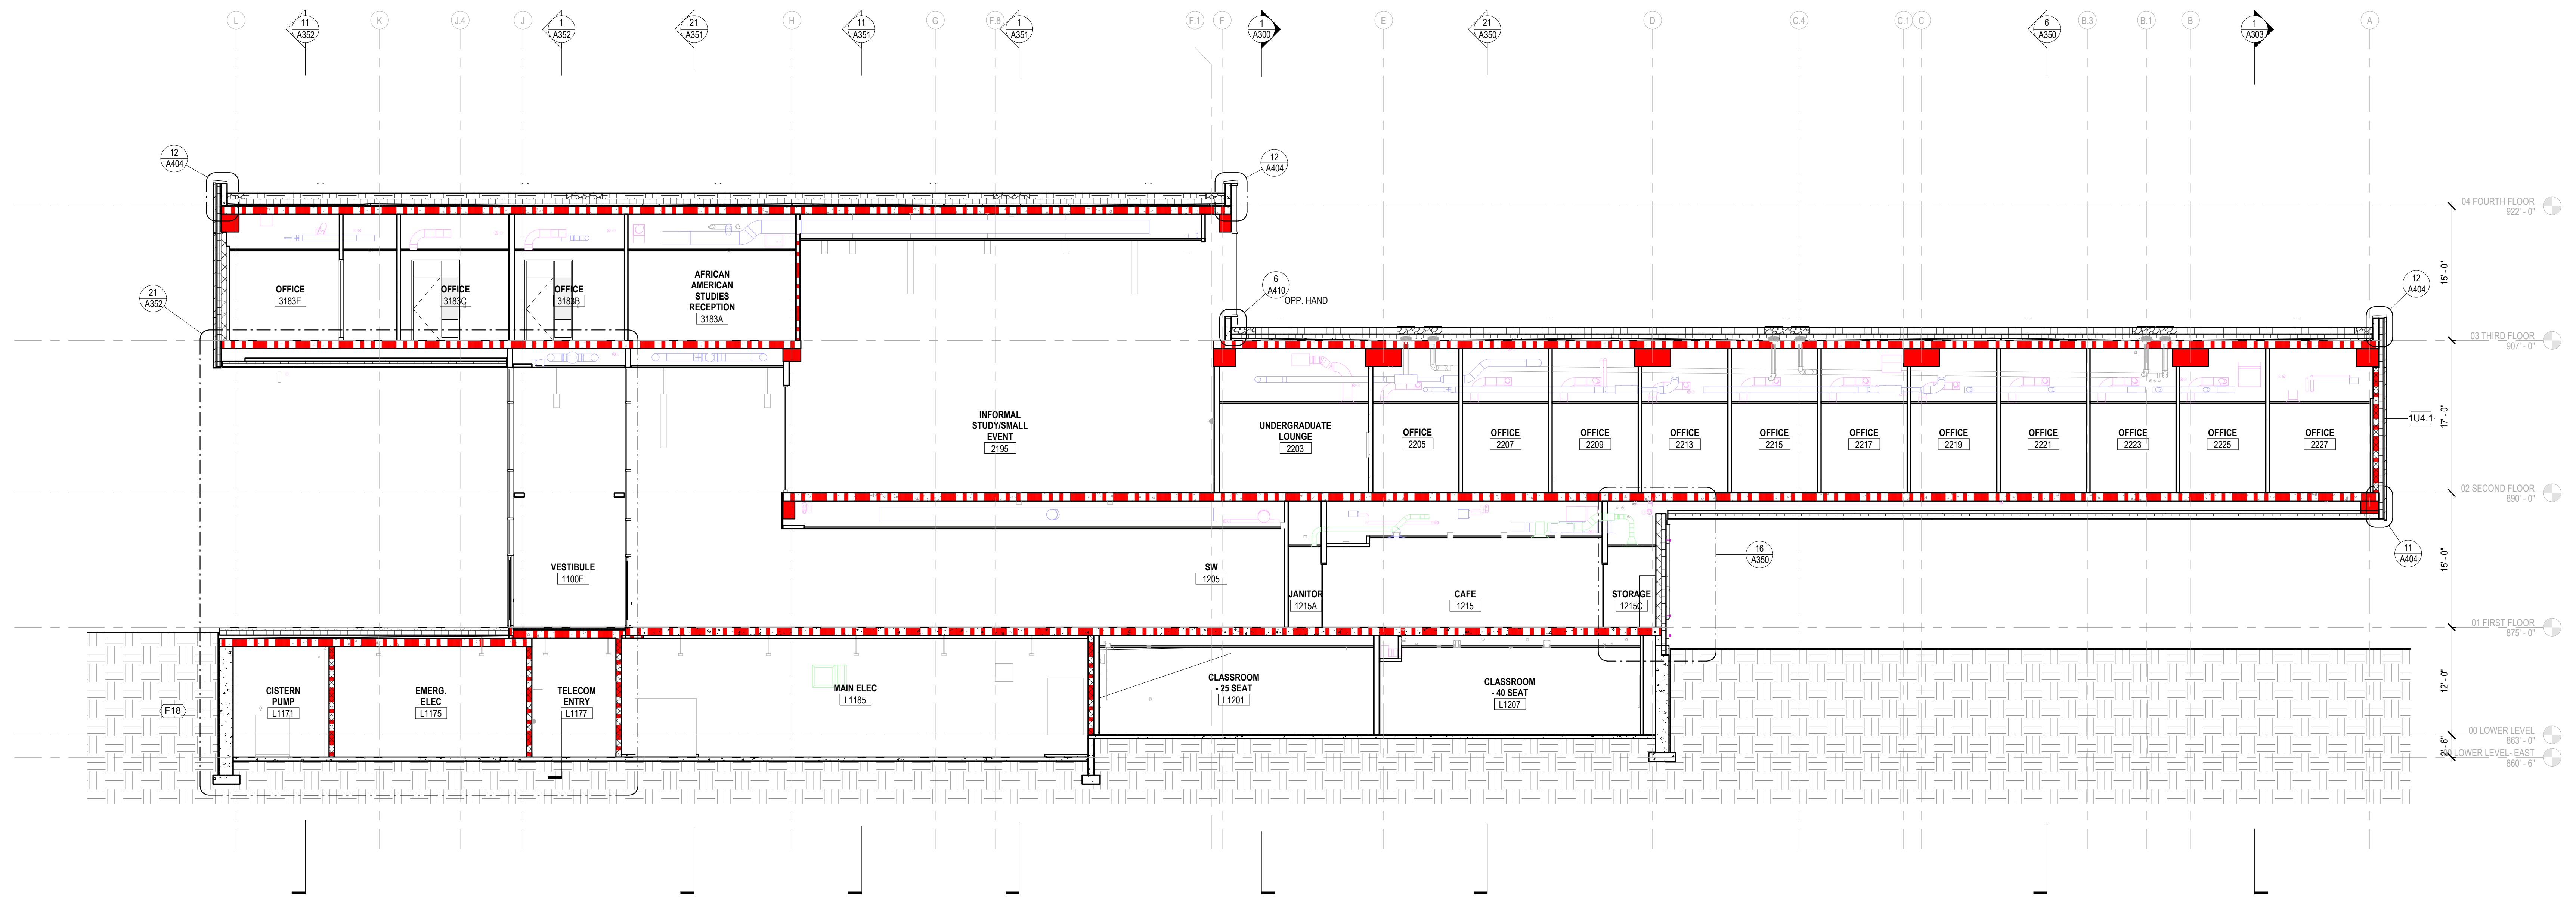 L
11
A352
K
J.4
J
1
A352
21
A351
H
11
A351
G
F.8
1
A351
F.1
F
1
A300
E
21
A350
D
C.4
C.1
C
6
A350
B.3
B.1
B
1
A303
A
12
A404
12
A404
04 FOURTH FLOOR
922' - 0"
15' - 0"
OFFICE
3183E
OFFICE
3183C
OFFICE
3183B
AFRICAN
AMERICAN
STUDIES
RECEPTION
3183A
21
A352
6
A410
OPP. HAND
12
A404
03 THIRD FLOOR
907' - 0"
17' - 0"
INFORMAL
STUDY/SMALL
EVENT
2195
UNDERGRADUATE
LOUNGE
2203
OFFICE
2205
OFFICE
2207
OFFICE
2209
OFFICE
2213
OFFICE
2215
OFFICE
2217
OFFICE
2219
OFFICE
2221
OFFICE
2223
OFFICE
2225
OFFICE
2227
1U4.1
02 SECOND FLOOR
890' - 0"
15' - 0"
16
A350
11
A404
VESTIBULE
1100E
SW
1205
JANITOR
1215A
CAFE
1215
STORAGE
1215C
01 FIRST FLOOR
875' - 0"
12' - 0"
F18
CISTERN
PUMP
L1171
EMERG.
ELEC
L1175
TELECOM
ENTRY
L1177
MAIN ELEC
L1185
CLASSROOM
- 25 SEAT
L1201
CLASSROOM
- 40 SEAT
L1207
00 LOWER LEVEL
863' - 0"
2' - 6"
LOWER LEVEL - EAST
860' - 6"